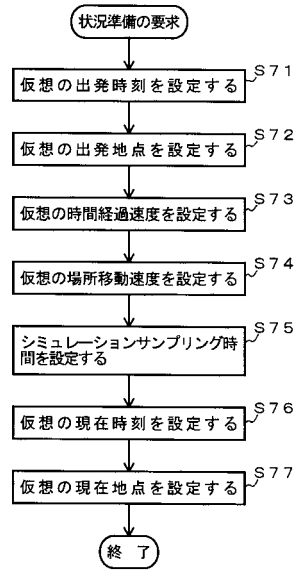 状況準備の要求
S71
仮想の出発時刻を設定する
S72
仮想の出発地点を設定する
S73
仮想の時間経過速度を設定する
S74
仮想の場所移動速度を設定する
S75
シミュレーションサンプリング時
間を設定する
S76
仮想の現在時刻を設定する
S77
仮想の現在地点を設定する
終 了